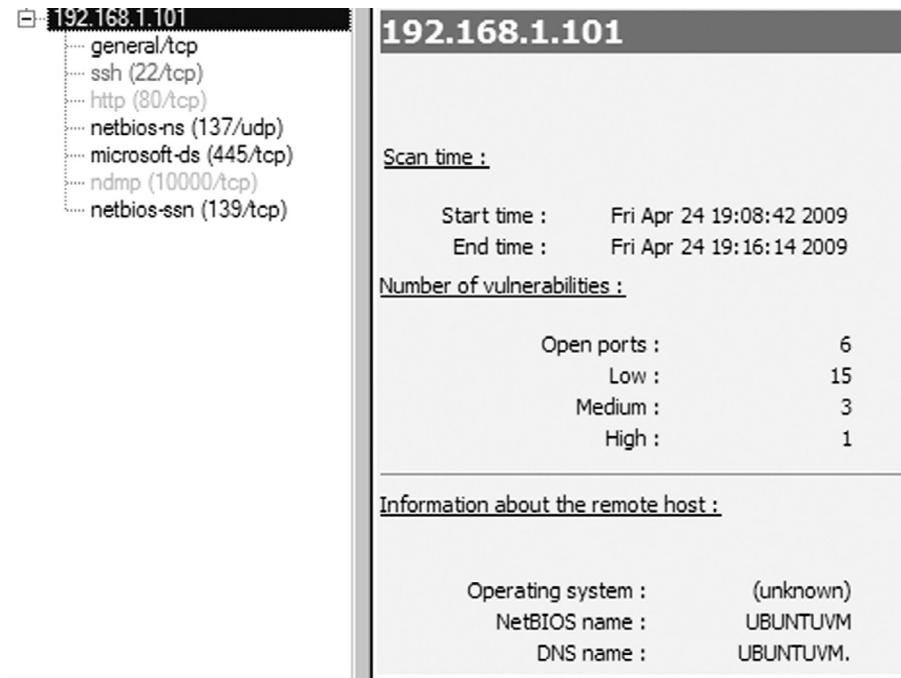 192.168.1.101
general/tcp
ssh (22/tcp)
http (80/tcp)
netbios-ns (137/udp)
microsoft-ds (445/tcp)
ndmp (10000/tcp)
netbios-ssn (139/tcp)
192.168.1.101
Scan time :
Start time : Fri Apr 24 19:08:42 2009
End time : Fri Apr 24 19:16:14 2009
Number of vulnerabilities :
Open ports : 6
Low : 15
Medium : 3
High : 1
Information about the remote host :
Operating system : (unknown)
NetBIOS name : UBUNTUVM
DNS name : UBUNTUVM.